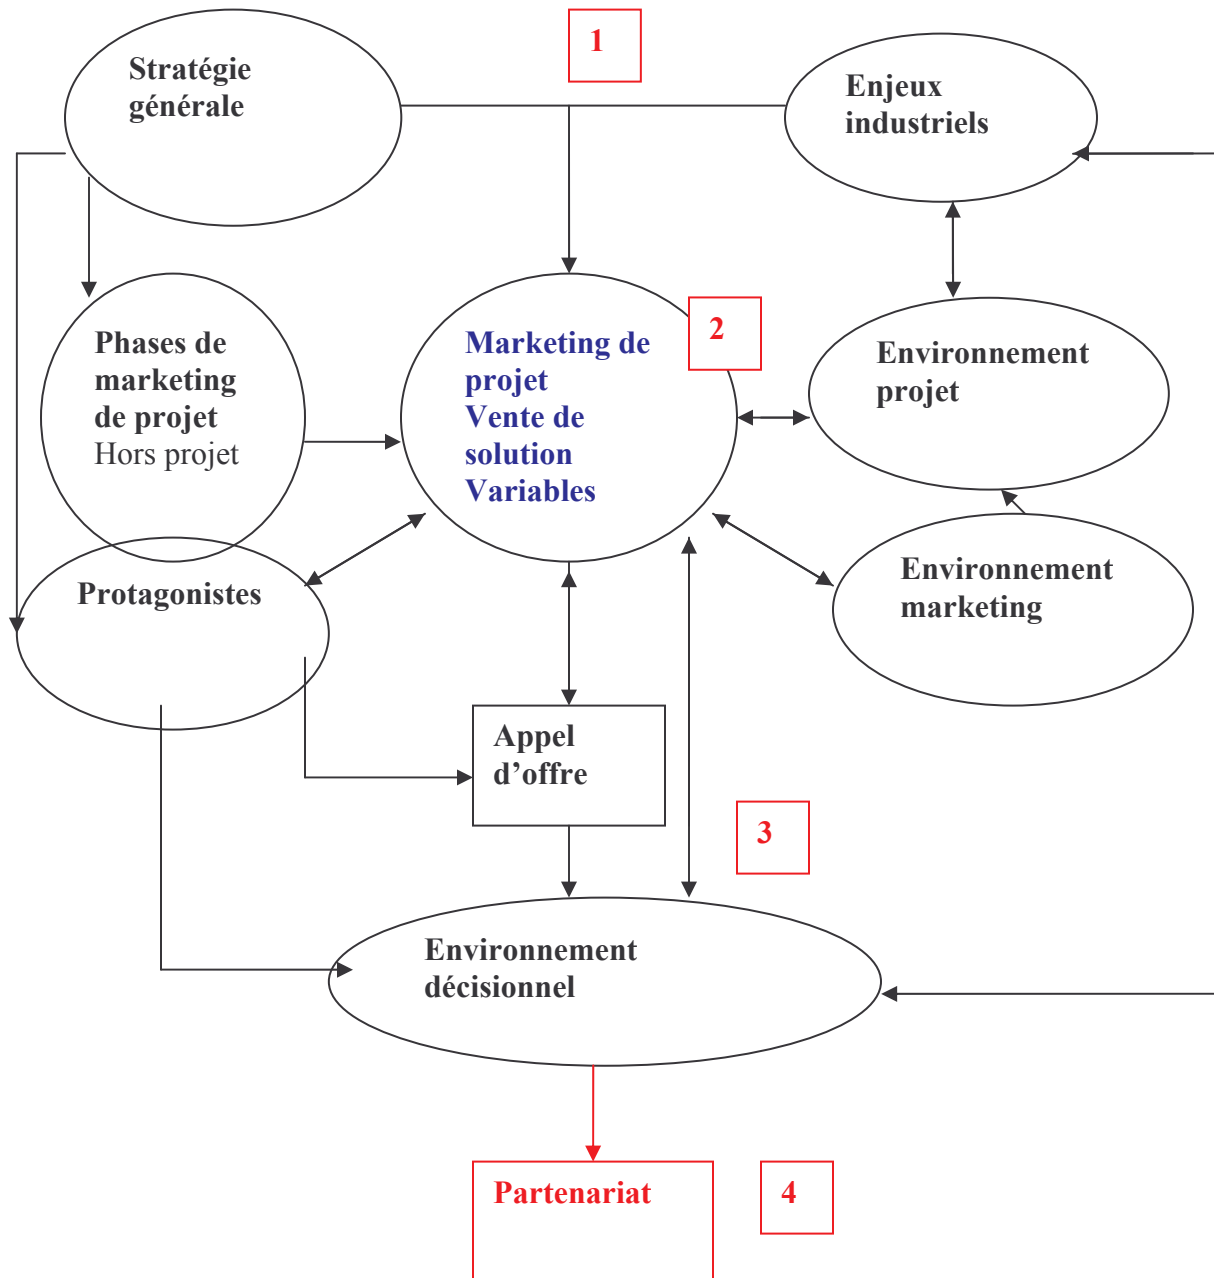 1
Stratégie
générale
Enjeux
industriels
Phases de
marketing
de projet
Hors projet
Marketing de
projet
Vente de
solution
Variables
2
Environnement
projet
Protagonistes
Environnement
marketing
Appel
d’offre
3
Environnement
décisionnel
Partenariat
4